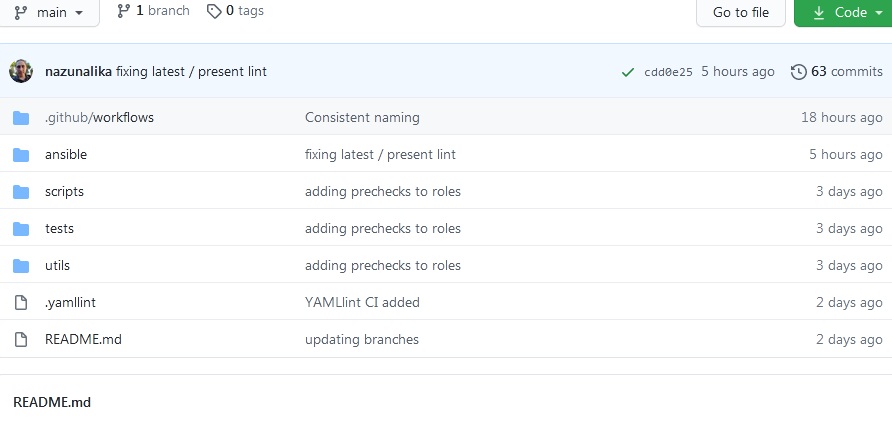 main 1 branch 0 tags Go to file Code
nazunalika fixing latest / present lint cdd0e25 5 hours ago 63 commits
.github/workflows Consistent naming 18 hours ago
ansible fixing latest / present lint 5 hours ago
scripts adding prechecks to roles 3 days ago
tests adding prechecks to roles 3 days ago
utils adding prechecks to roles 3 days ago
.yamllint YAMLlint CI added 2 days ago
README.md updating branches 2 days ago
README.md